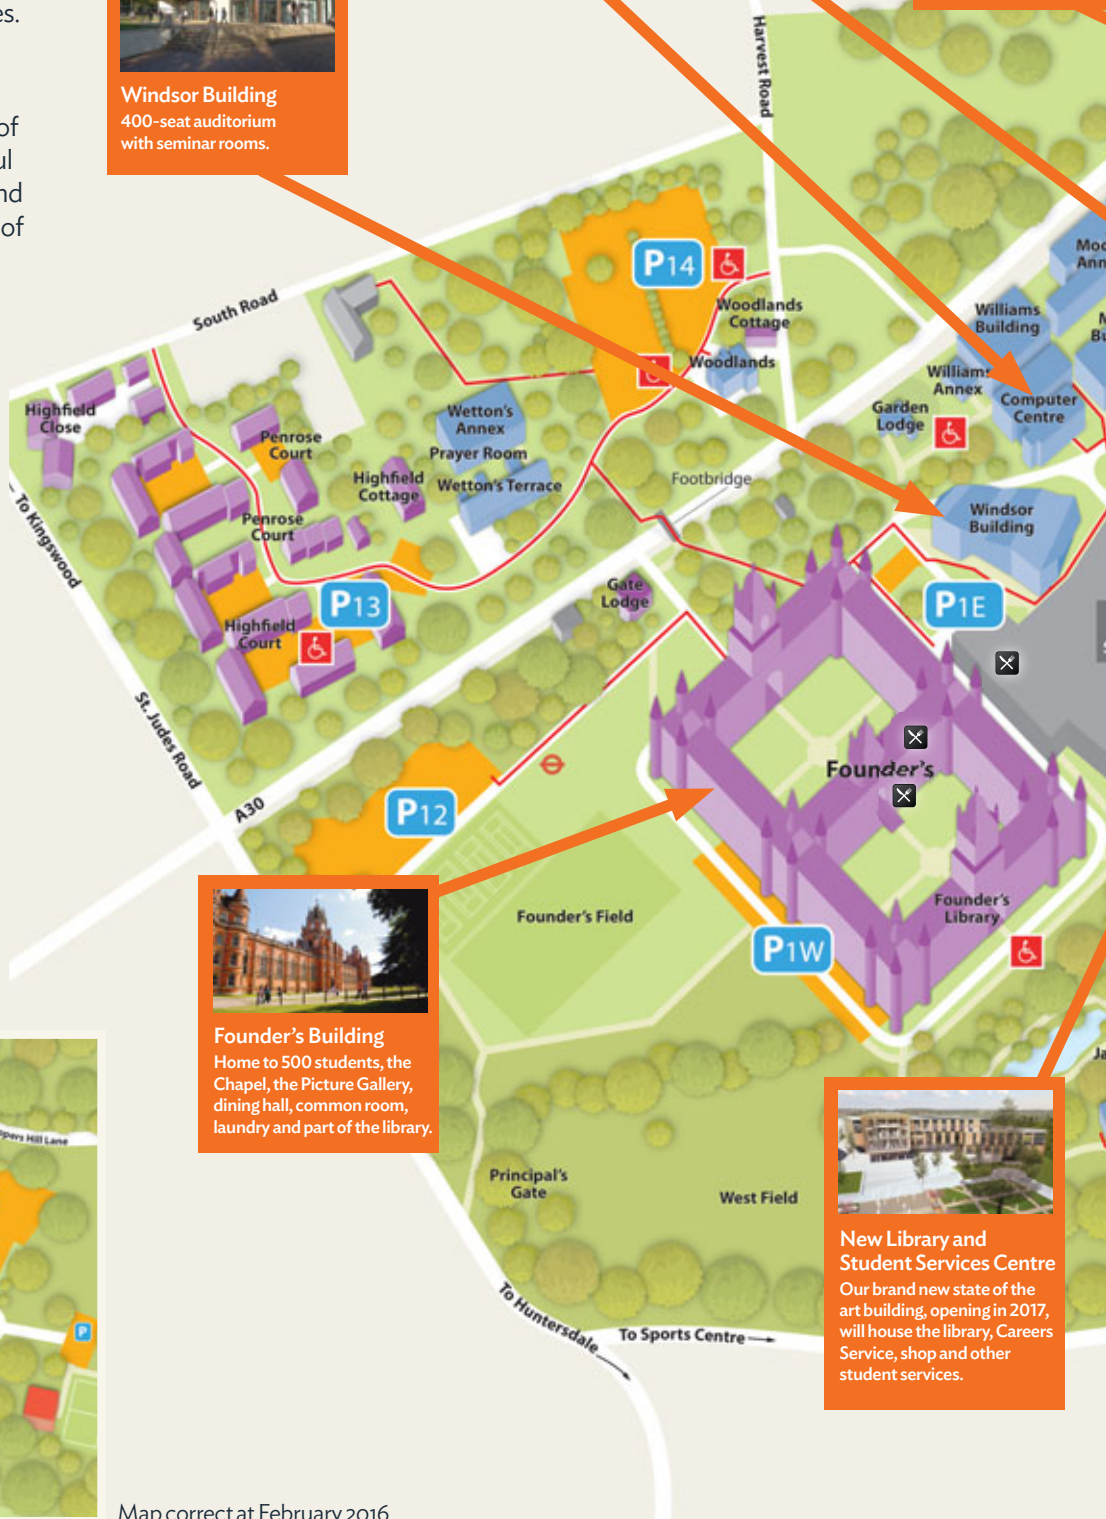 es.
of
ul
nd
of
Windsor Building
400-seat auditorium
with seminar rooms.
Harvest Road
South Road
P14
Woodlands
Cottage
Woodlands
Williams
Building
Williams
Annex
Computer
Centre
Garden
Lodge
Highfield
Close
Penrose
Court
Wetton's
Annex
Prayer Room
Highfield
Cottage
Wetton's Terrace
Footbridge
Windsor
Building
Penrose
Court
To Kingswood
P13
Gate
Lodge
P1E
Highfield
Court
St. Judes Road
A30
P12
Founder's
Founder's Field
Founder's
Library
P1W
Founder's Building
Home to 500 students, the
Chapel, the Picture Gallery,
dining hall, common room,
laundry and part of the library.
Ja
Hill Lane
P
Principal's
Gate
West Field
New Library and
Student Services Centre
Our brand new state of the
art building, opening in 2017,
will house the library, Careers
Service, shop and other
student services.
To Huntersdale
To Sports Centre
Map correct at February 2016